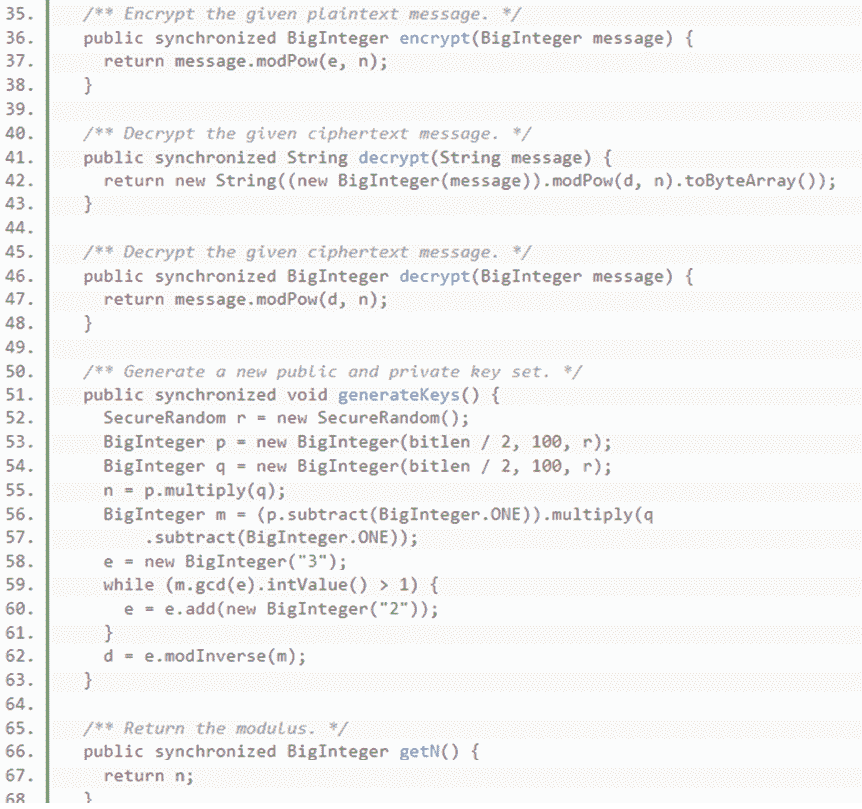 35. /** Encrypt the given plaintext message. */
36. public synchronized BigInteger encrypt(BigInteger message) {
37. return message.modPow(e, n);
38. }
39.
40. /** Decrypt the given ciphertext message. */
41. public synchronized String decrypt(String message) {
42. return new String((new BigInteger(message)).modPow(d, n).toByteArray());
43. }
44.
45. /** Decrypt the given ciphertext message. */
46. public synchronized BigInteger decrypt(BigInteger message) {
47. return message.modPow(d, n);
48. }
49.
50. /** Generate a new public and private key set. */
51. public synchronized void generateKeys() {
52. SecureRandom r = new SecureRandom();
53. BigInteger p = new BigInteger(bitlen / 2, 100, r);
54. BigInteger q = new BigInteger(bitlen / 2, 100, r);
55. n = p.multiply(q);
56. BigInteger m = (p.subtract(BigInteger.ONE)).multiply(q
57. .subtract(BigInteger.ONE));
58. e = new BigInteger("3");
59. while (m.gcd(e).intValue() > 1) {
60. e = e.add(new BigInteger("2"));
61. }
62. d = e.modInverse(m);
63. }
64.
65. /** Return the modulus. */
66. public synchronized BigInteger getN() {
67. return n;
68. }